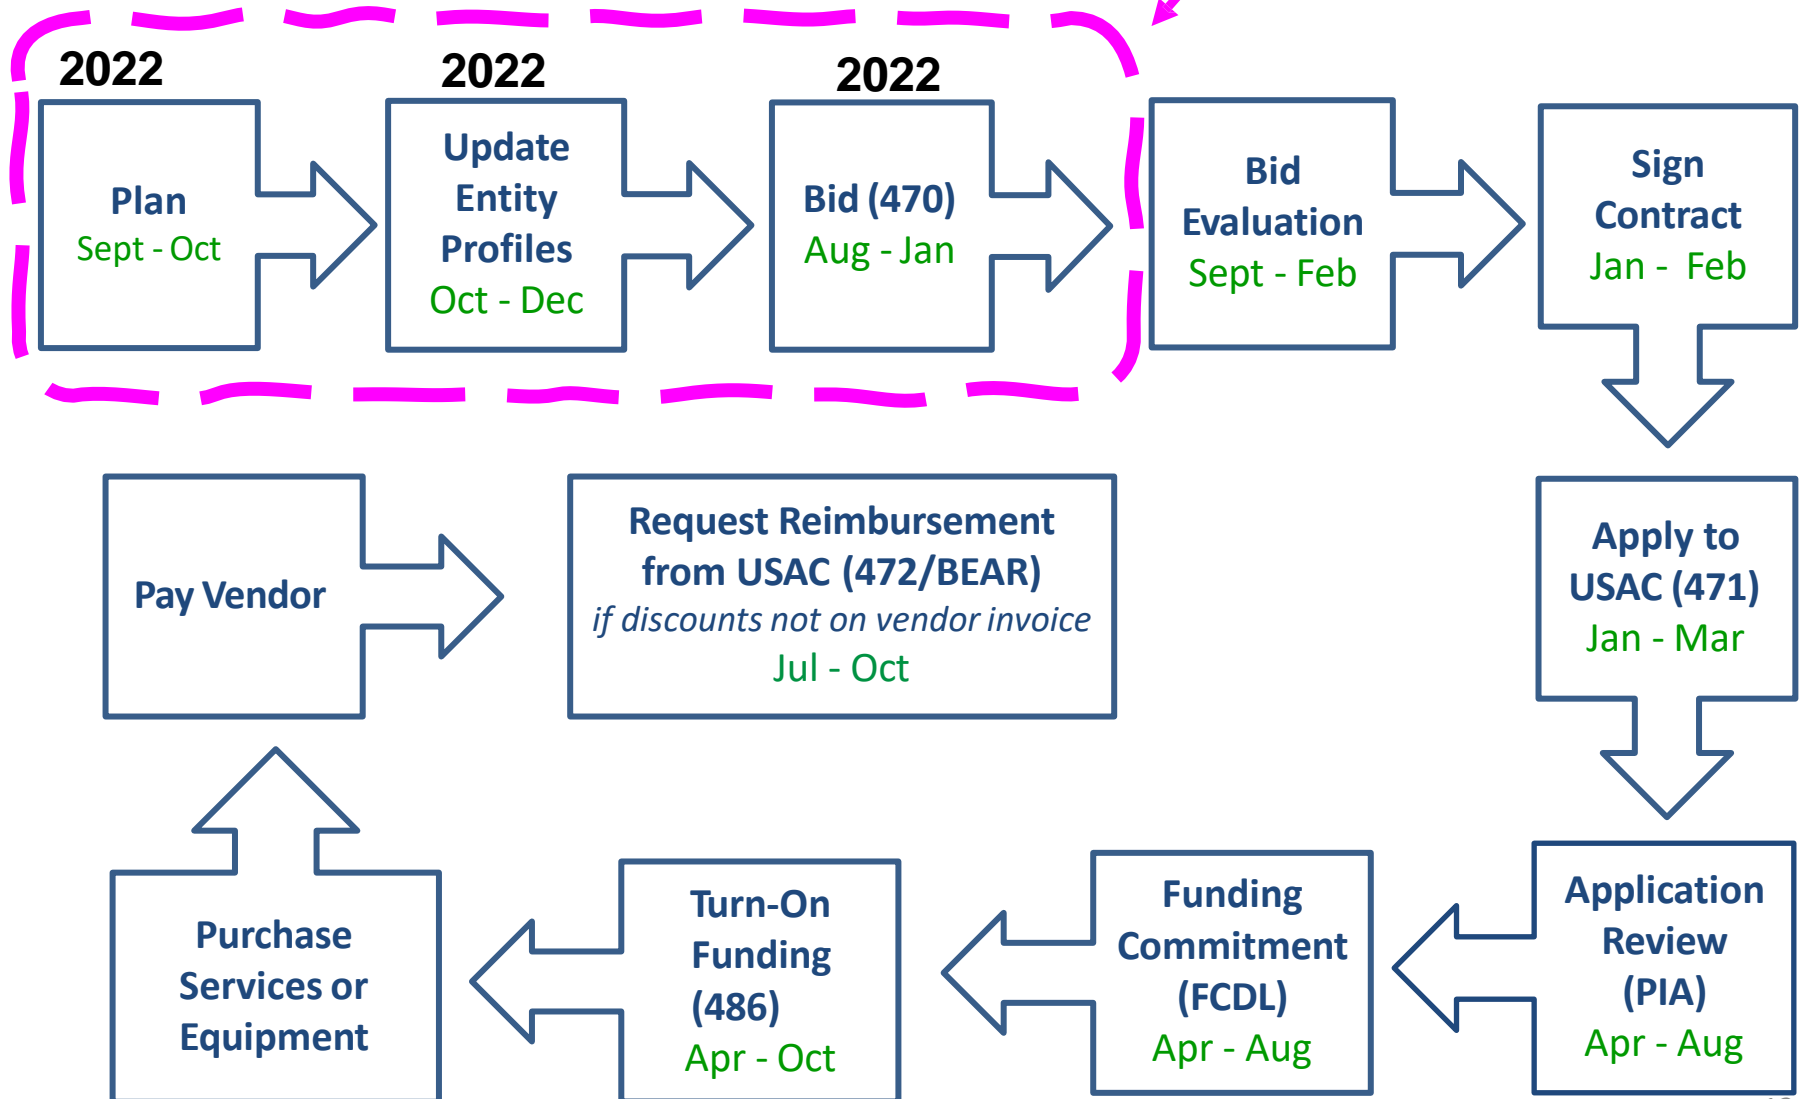 2022
Plan
Sept - Oct
2022
Update
Entity
Profiles
Oct - Dec
2022
Bid (470)
Aug - Jan
Bid
Evaluation
Sept - Feb
Sign
Contract
Jan - Feb
Apply to
USAC (471)
Jan - Mar
Application
Review
(PIA)
Apr - Aug
Funding
Commitment
(FCDL)
Apr - Aug
Turn-On
Funding
(486)
Apr - Oct
Purchase
Services or
Equipment
Pay Vendor
Request Reimbursement
from USAC (472/BEAR)
if discounts not on vendor invoice
Jul - Oct